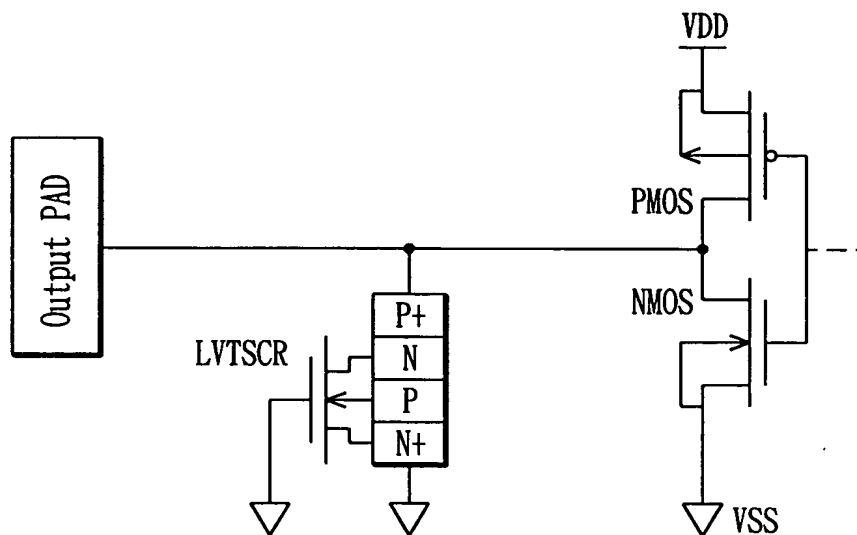 VDD
Output PAD
PMOS
NMOS
P+
LVTSCR
N
P
N+
VSS